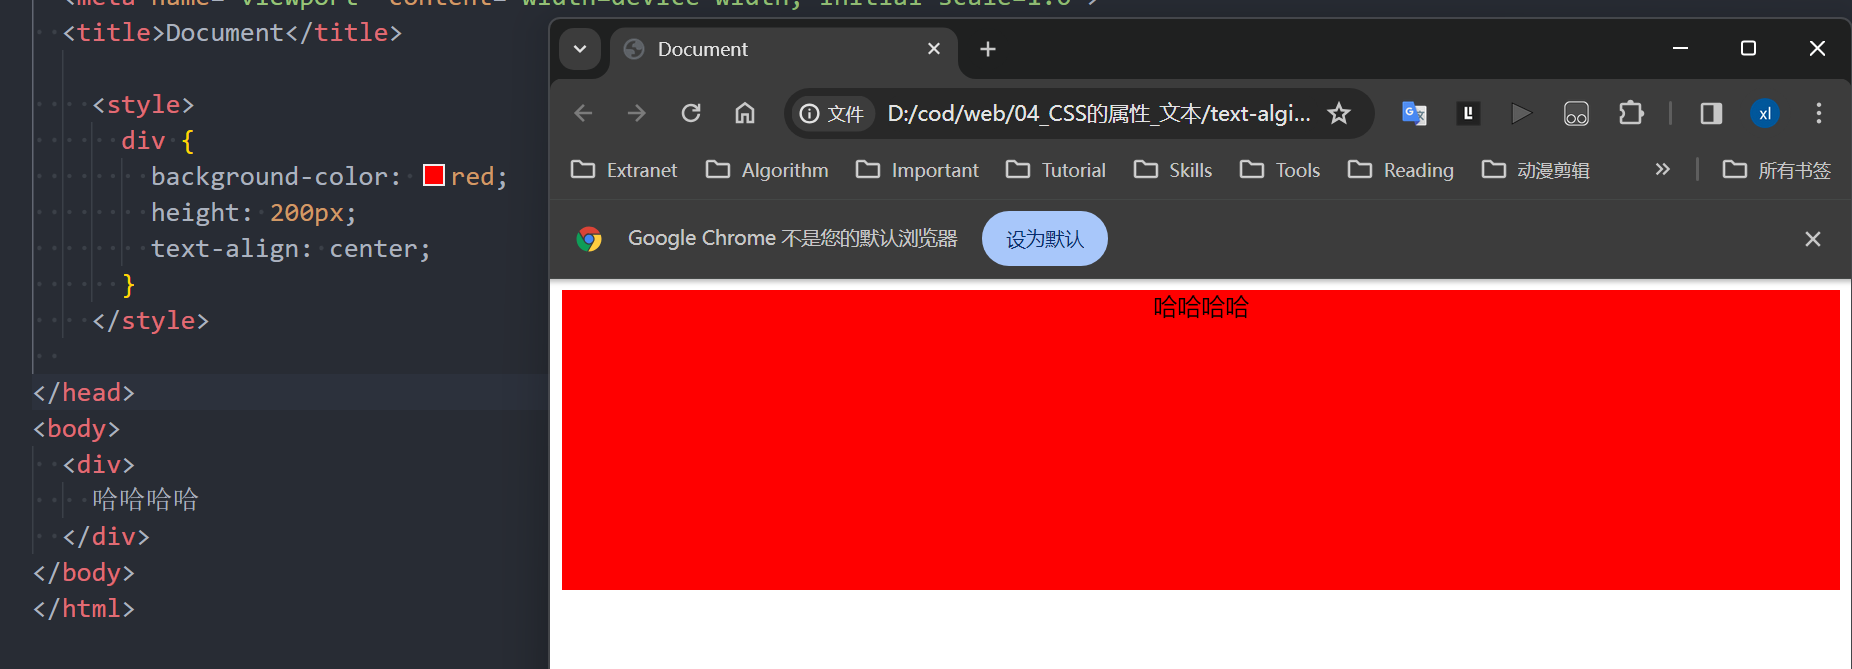 <meta name="viewport" content="width=device-width, initial-scale=1.0">
<title>Document</title>
<style>
div {
background-color: red;
height: 200px;
text-align: center;
}
</style>
</head>
<body>
<div>
哈哈哈哈
</div>
</body>
</html>
Document
文件 D:/cod/web/04_CSS的属性_文本/text-algi...
xl
Extranet Algorithm Important Tutorial Skills Tools Reading 动漫剪辑 » 所有书签
Google Chrome 不是您的默认浏览器 设为默认
哈哈哈哈